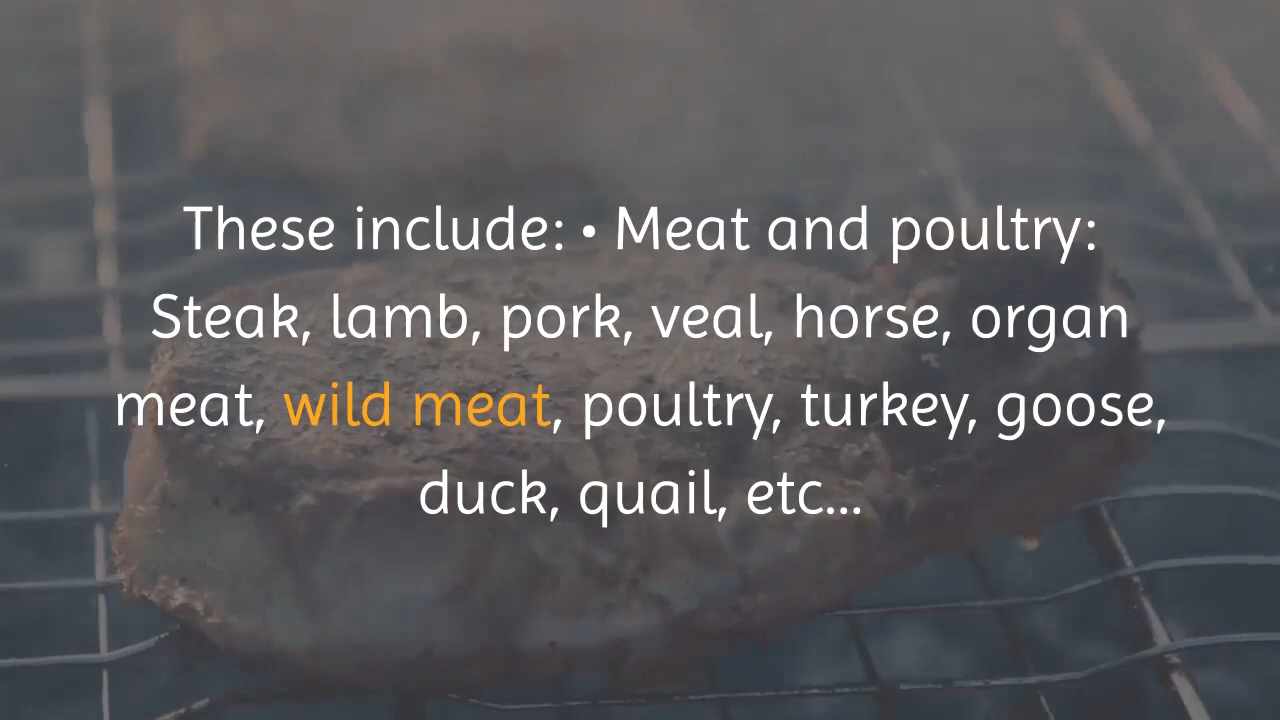 These include: • Meat and poultry:
Steak, lamb, pork, veal, horse, organ
meat, wild meat, poultry, turkey, goose,
duck, quail, etc...